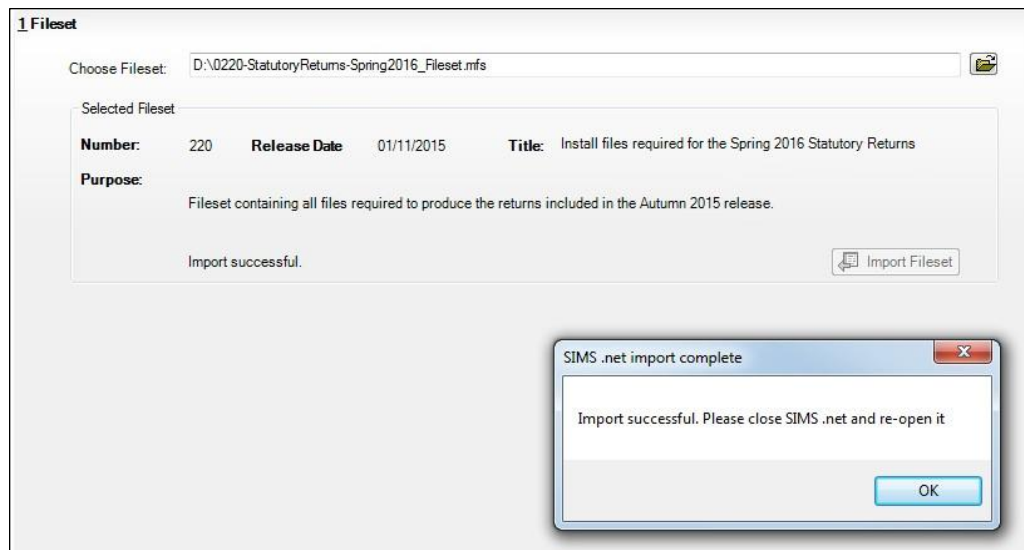 1 Fileset
Choose Fileset: D:\0220-StatutoryReturns-Spring2016_Fileset.mfs
Selected Fileset
Number: 220 Release Date 01/11/2015 Title: Install files required for the Spring 2016 Statutory Returns
Purpose:
Fileset containing all files required to produce the returns included in the Autumn 2015 release.
Import successful. Import Fileset
SIMS .net import complete
Import successful. Please close SIMS .net and re-open it
OK